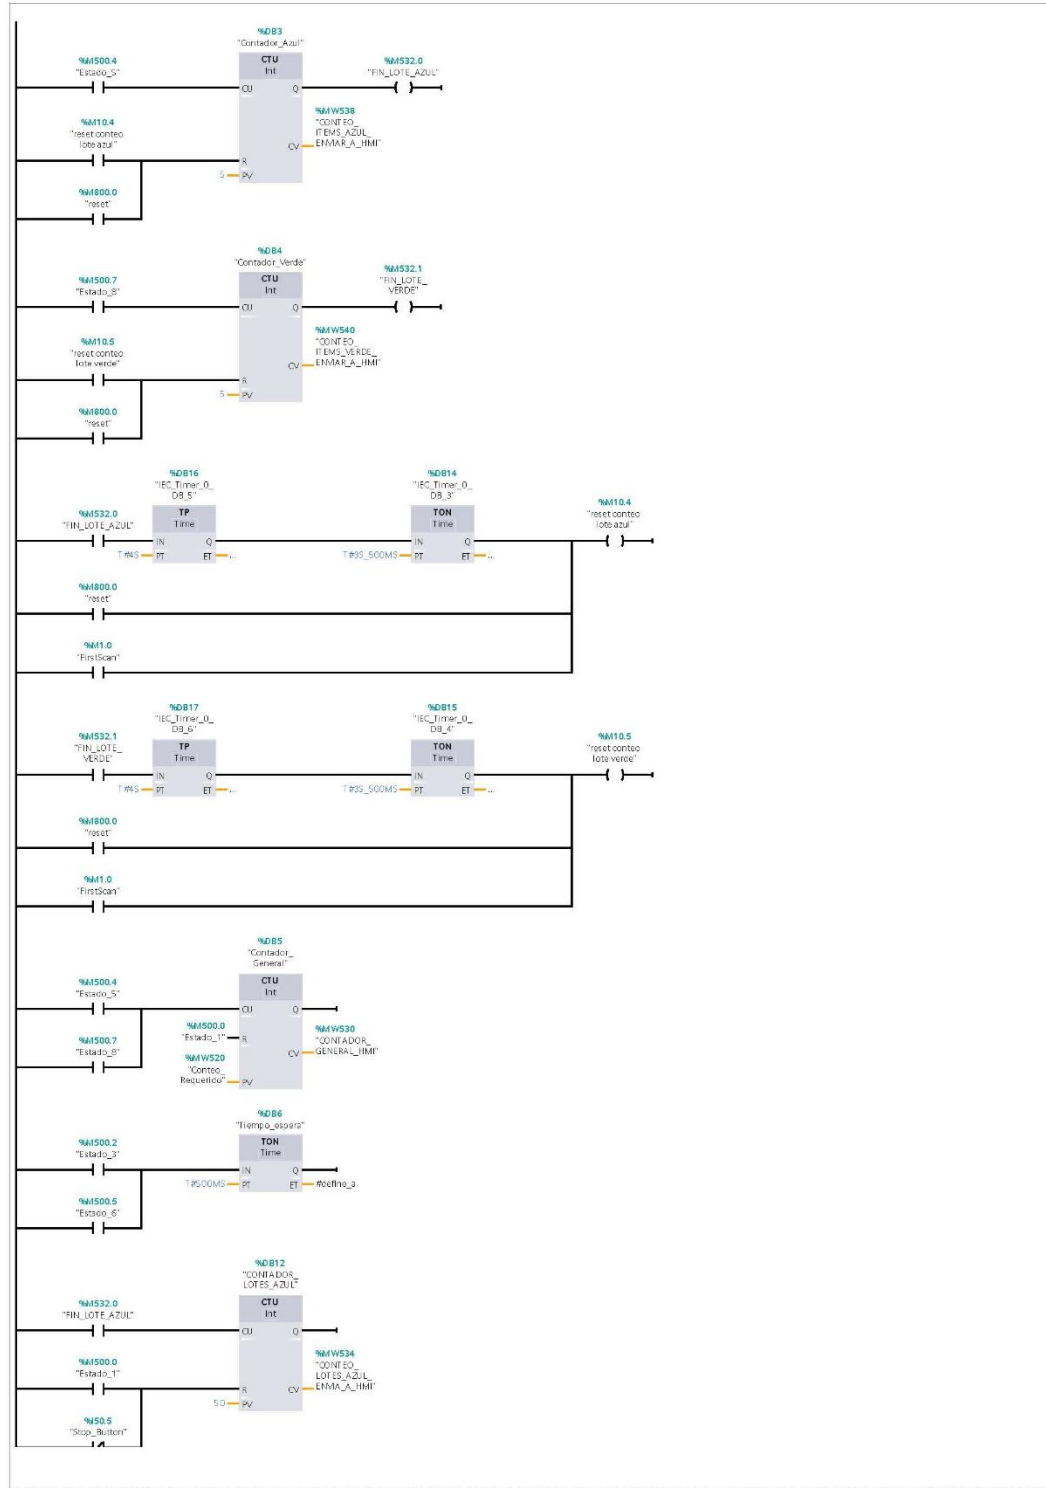 %DB3
"Contador_Azul"
%M500.4
"Estado_5"
CTU
Int
%M532.0
"FIN_LOTE_AZUL"
CU
Q
%M10.4
"reset conteo
lote azul"
%MW538
"CONTEO_
ITEMS_AZUL_
ENVIAR_A_HMI"
CV
R
5
PV
%M800.0
"reset"
%DB4
"Contador_Verde"
%M500.7
"Estado_8"
CTU
Int
%M532.1
"FIN_LOTE_
VERDE"
CU
Q
%M10.5
"reset conteo
lote verde"
%MW540
"CONTEO_
ITEMS_VERDE_
ENVIAR_A_HMI"
CV
R
5
PV
%M800.0
"reset"
%DB16
"IEC_Timer_0_
DB_5"
%DB14
"IEC_Timer_0_
DB_3"
%M532.0
"FIN_LOTE_AZUL"
TP
Time
TON
Time
%M10.4
"reset conteo
lote azul"
IN
Q
IN
Q
T#4S
PT
ET
...
T#3S_500MS
PT
ET
...
%M800.0
"reset"
%M1.0
"FirstScan"
%DB17
"IEC_Timer_0_
DB_6"
%DB15
"IEC_Timer_0_
DB_4"
%M532.1
"FIN_LOTE_
VERDE"
TP
Time
TON
Time
%M10.5
"reset conteo
lote verde"
IN
Q
IN
Q
T#4S
PT
ET
...
T#3S_500MS
PT
ET
...
%M800.0
"reset"
%M1.0
"FirstScan"
%DB5
"Contador_
General"
%M500.4
"Estado_5"
CTU
Int
CU
Q
%M500.7
"Estado_8"
%M500.0
"Estado_1"
R
%MW530
"CONTADOR_
GENERAL_HMI"
CV
%MW520
"Conteo_
Requerido"
PV
%DB6
"Tiempo_espera"
%M500.2
"Estado_3"
TON
Time
IN
Q
T#500MS
PT
ET
#define_a
%M500.5
"Estado_6"
%DB12
"CONTADOR_
LOTES_AZUL"
%M532.0
"FIN_LOTE_AZUL"
CTU
Int
CU
Q
%M500.0
"Estado_1"
%MW534
"CONTEO_
LOTES_AZUL_
ENVIA_A_HMI"
CV
R
50
PV
%I50.5
"Stop_Button"